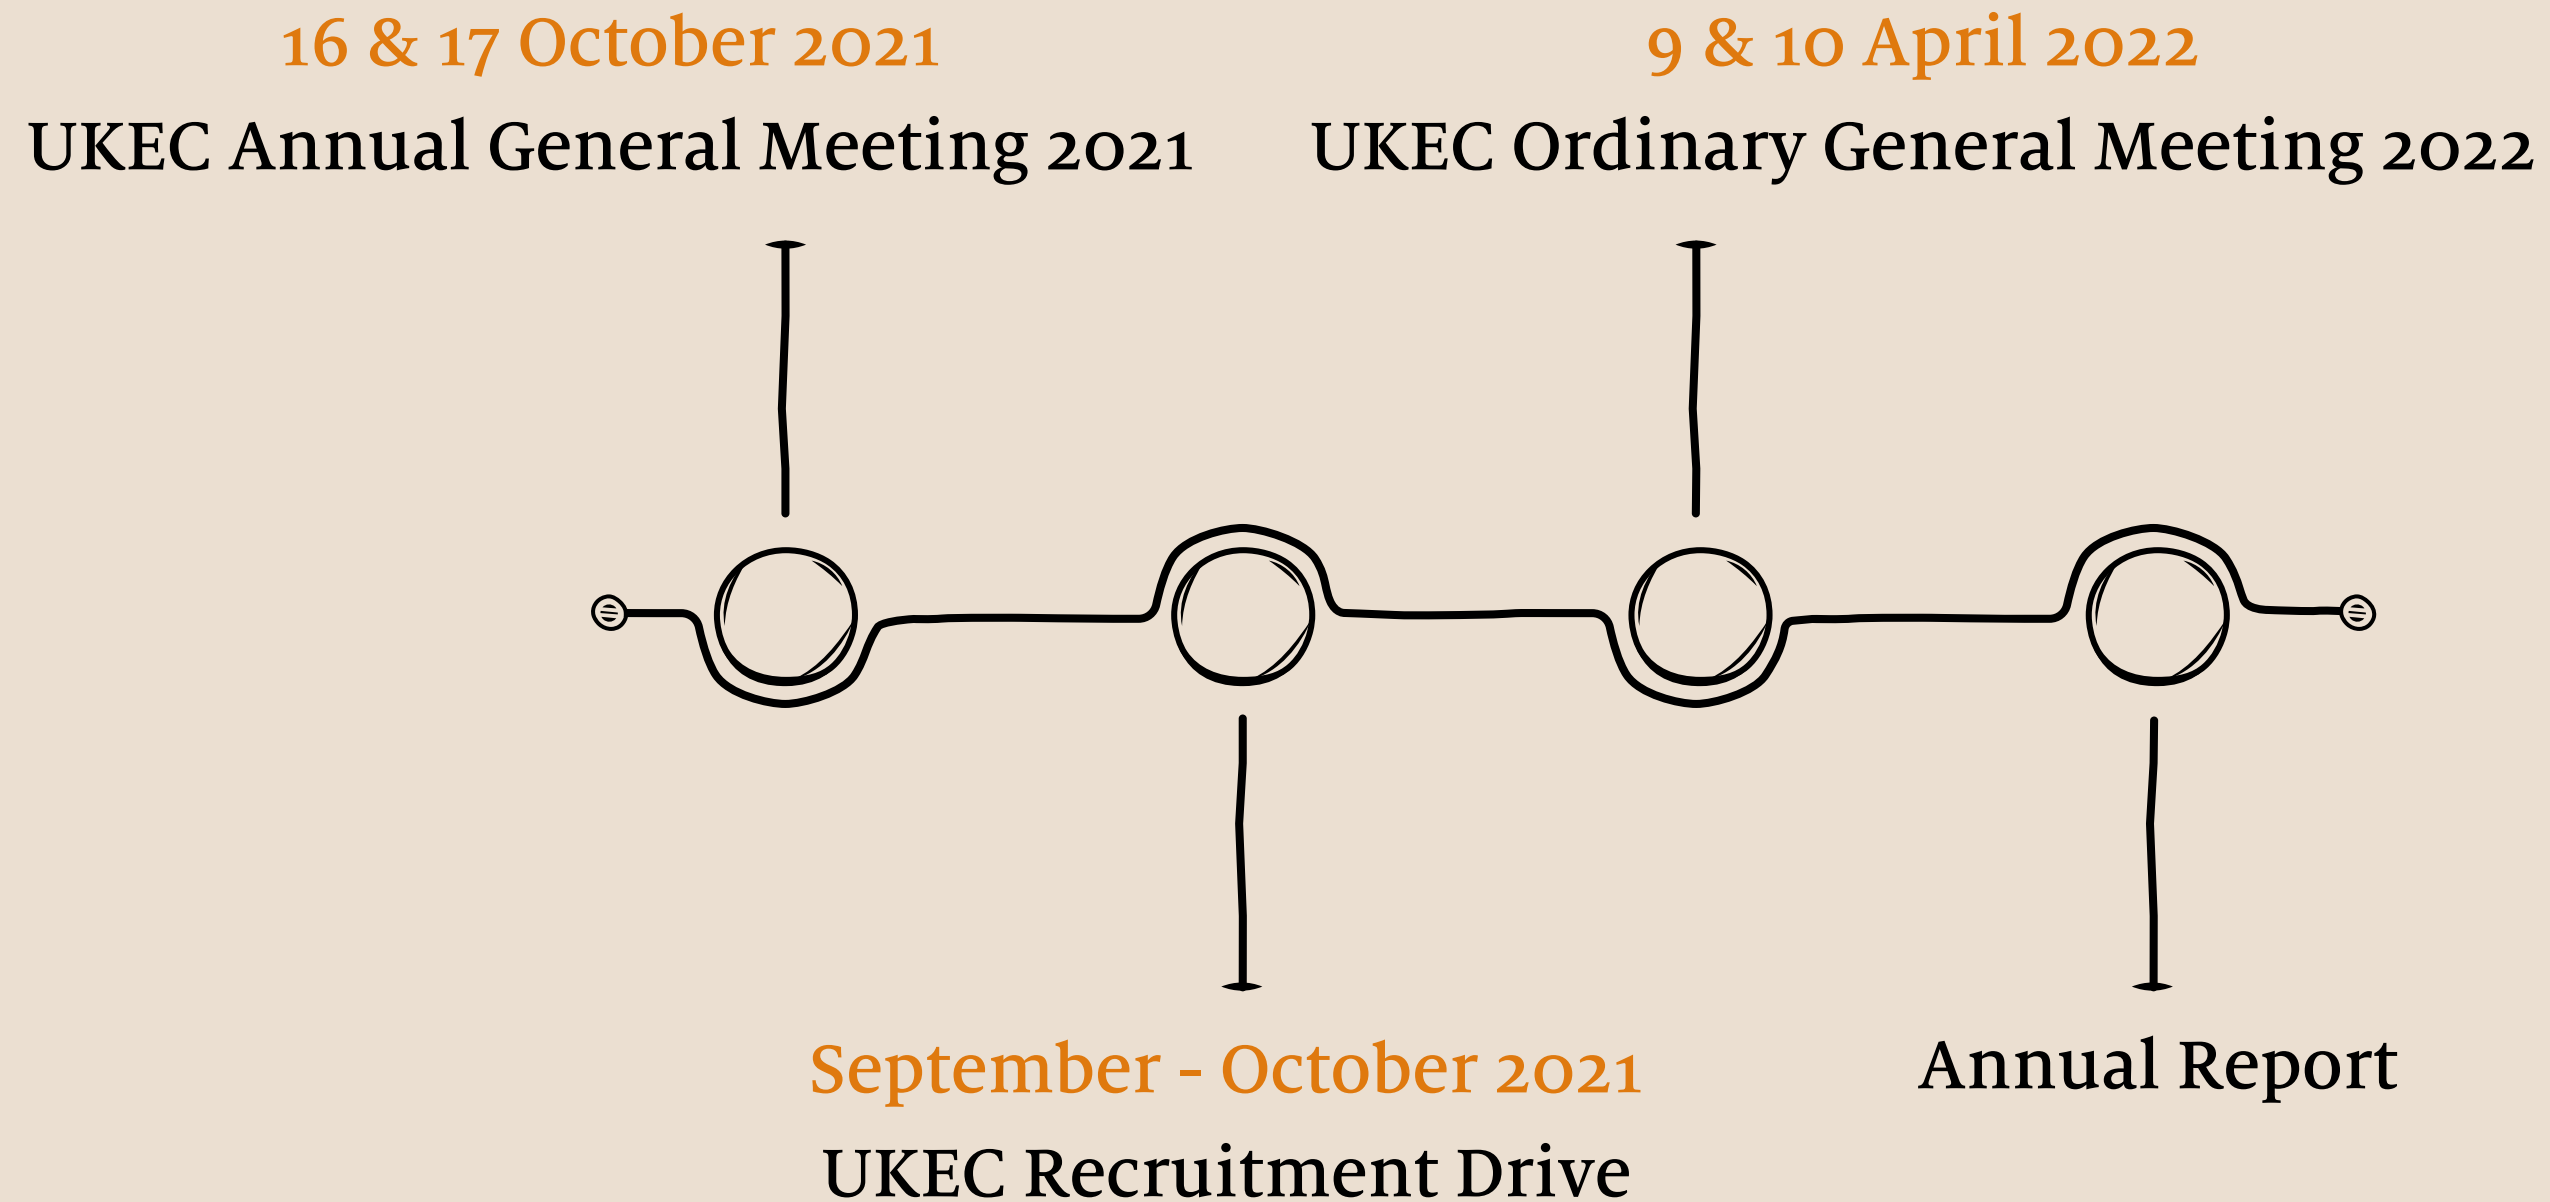 16 & 17 October 2021
UKEC Annual General Meeting 2021
9 & 10 April 2022
UKEC Ordinary General Meeting 2022
September - October 2021
UKEC Recruitment Drive
Annual Report